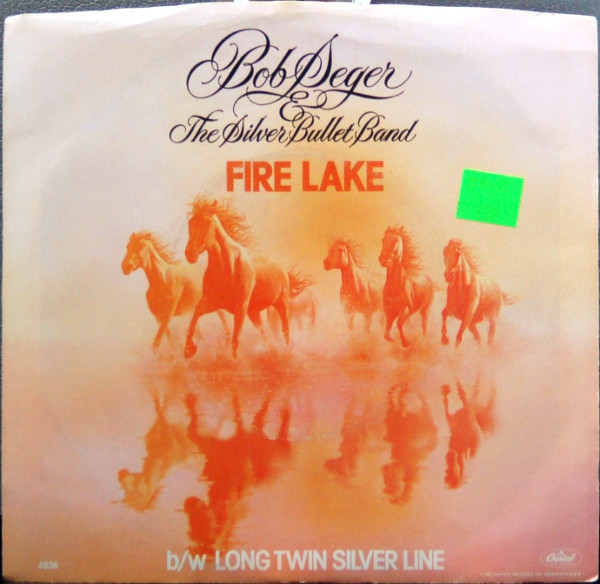 Bob Seger
&
The Silver Bullet Band
FIRE LAKE
4836
b/w LONG TWIN SILVER LINE
Capitol